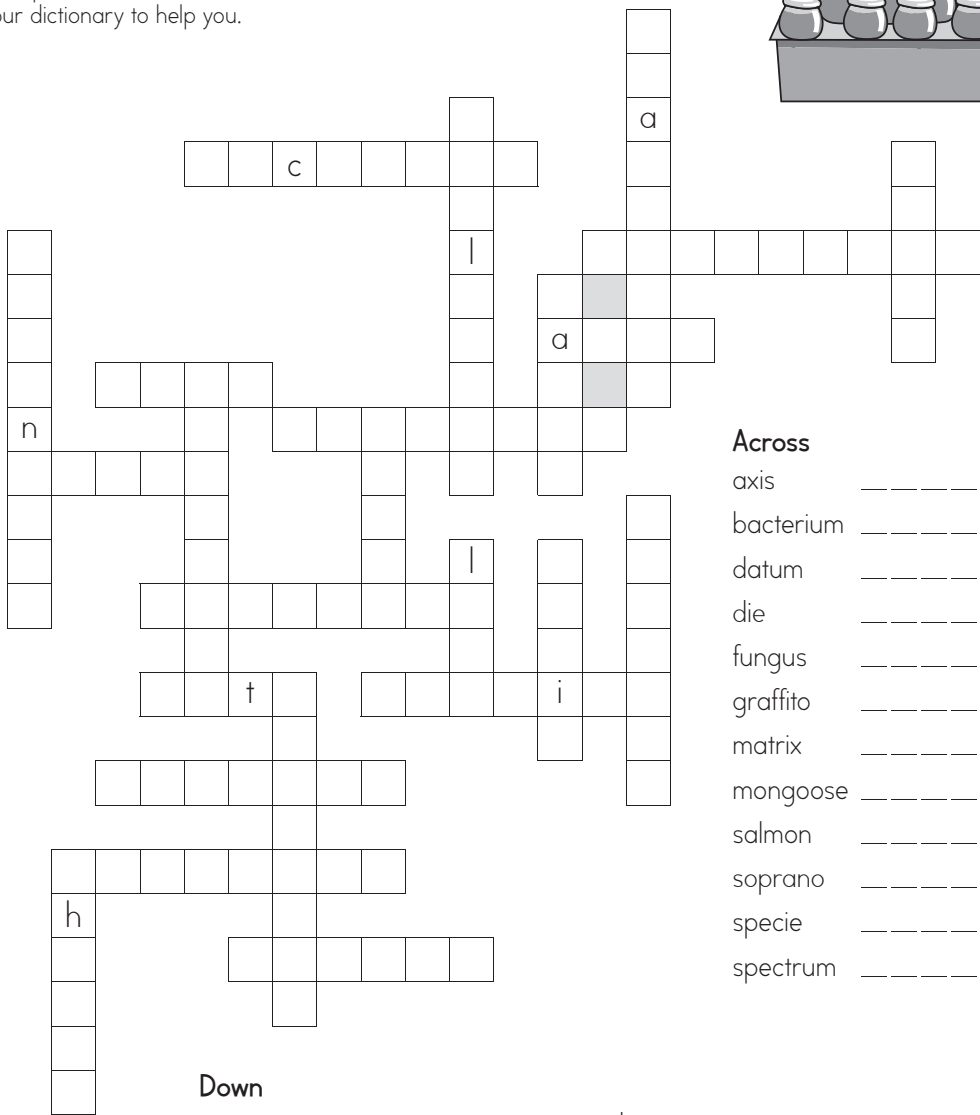 our dictionary to help you.
a
c
l
a
n
l
t
i
h
Across
axis
bacterium
datum
die
fungus
graffito
matrix
mongoose
salmon
soprano
specie
spectrum
Down